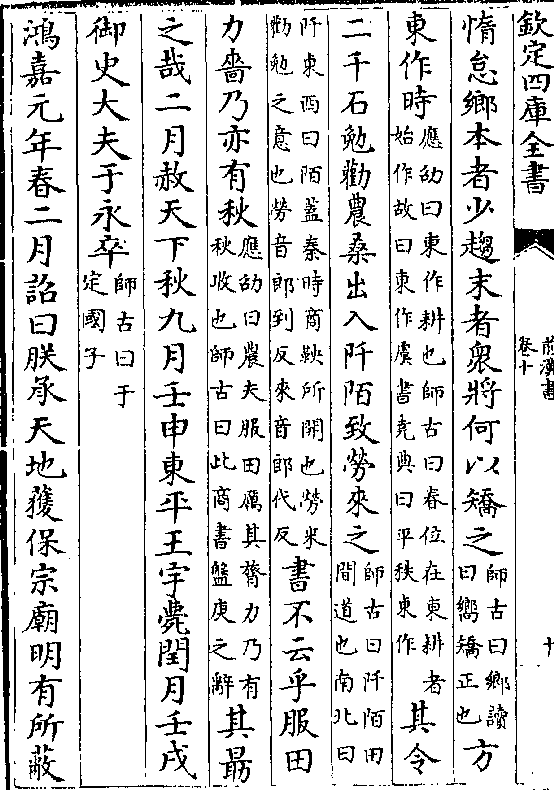 欽定四庫全書
前漢書
卷十
十
惰怠鄉本者少趨末者衆將何以矯之師古曰鄉讀曰嚮矯正也方
東作時應劭曰東作耕也師古曰春位在東耕者始作故曰東作虞書堯典曰平秩東作其令
二千石勉勸農桑出入阡陌致勞來之師古曰阡陌田間道也南北曰
阡東西曰陌蓋秦時商鞅所開也勞來勸勉之意也勞音郎到反來音郎代反書不云乎服田
力嗇乃亦有秋應劭曰農夫服田厲其膂力乃有秋收也師古曰此商書盤庚之辭其朂
之哉二月赦天下秋九月壬申東平王宇薨閏月壬戌
御史大夫于永卒師古曰于定國子
鴻嘉元年春二月詔曰朕承天地獲保宗廟明有所蔽